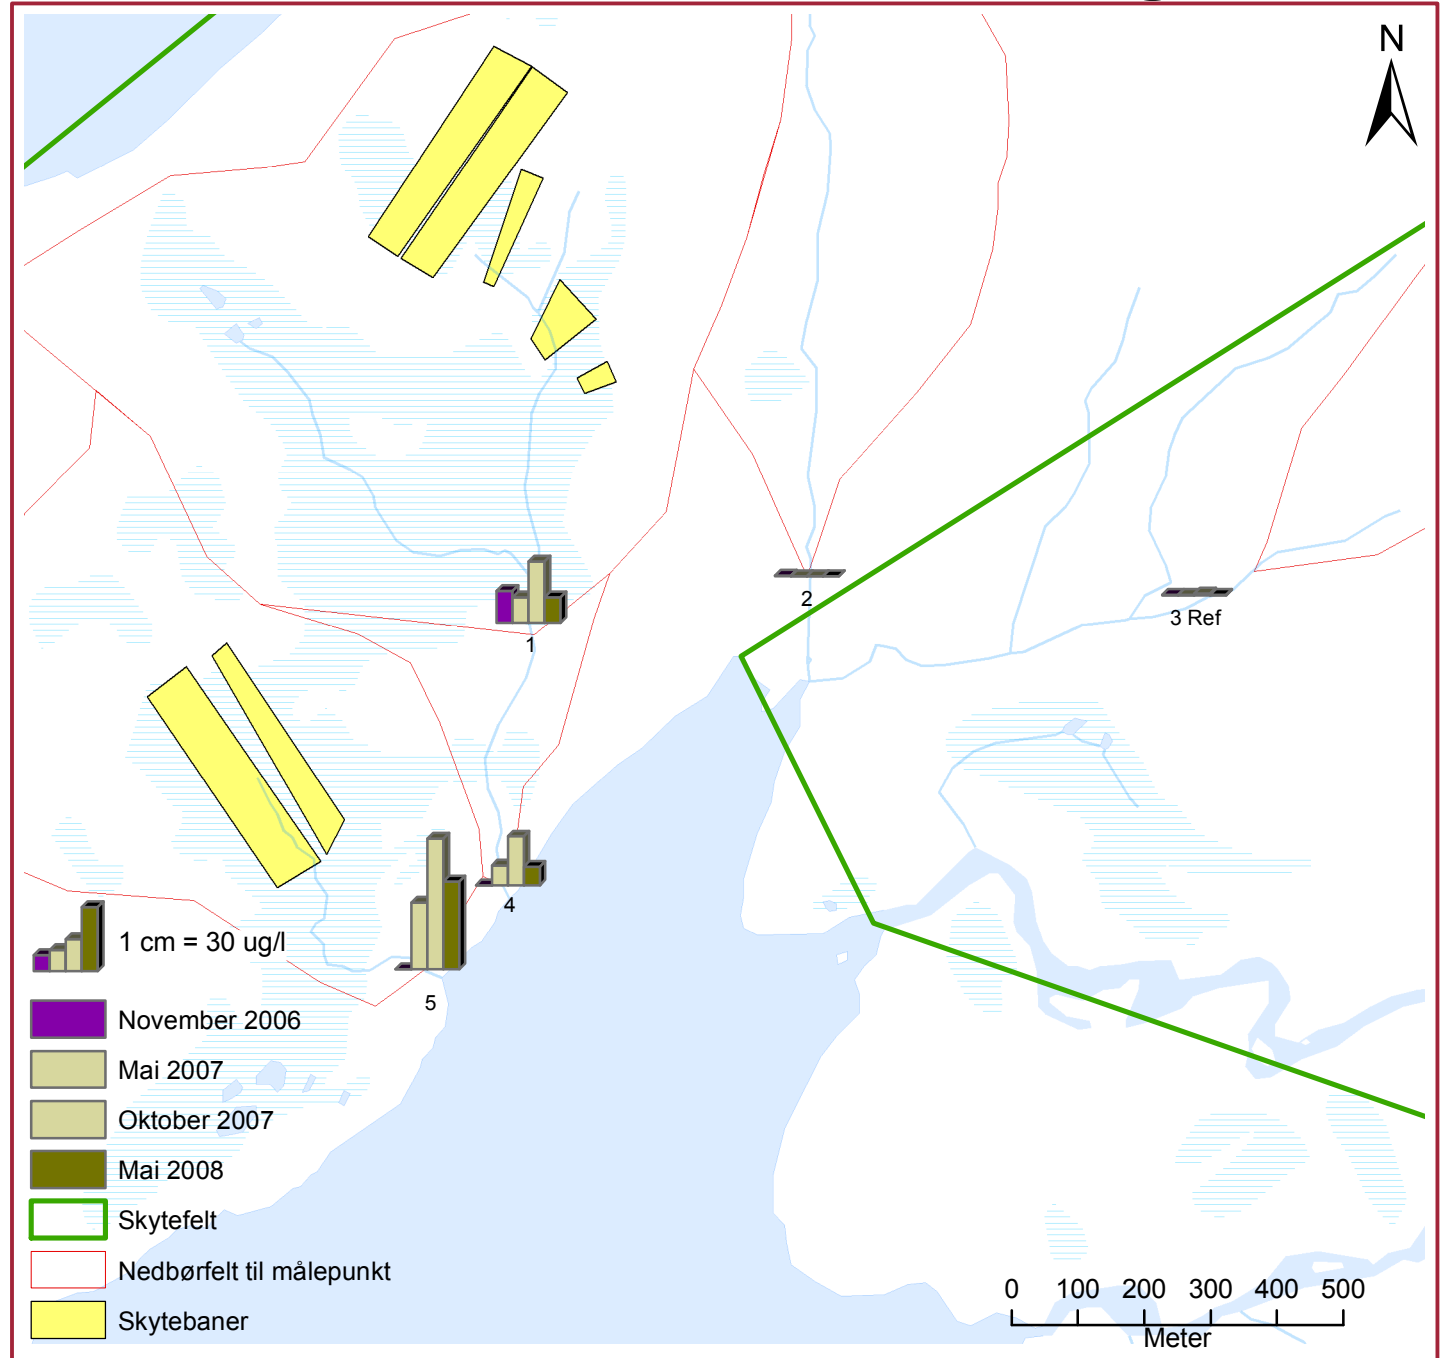 N
1
2
3 Ref
4
5
1 cm = 30 ug/l
November 2006
Mai 2007
Oktober 2007
Mai 2008
Skytefelt
Nedbørfelt til målepunkt
Skytebaner
0 100 200 300 400 500
Meter